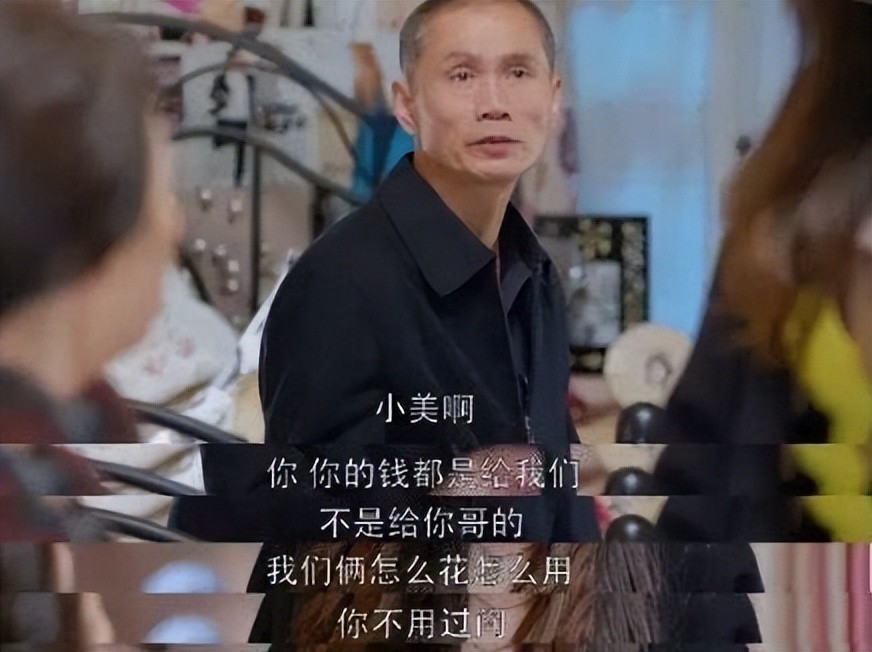 小美啊
你 你的钱都是给我们
不是给你哥的
我们俩怎么花怎么用
你不用过问